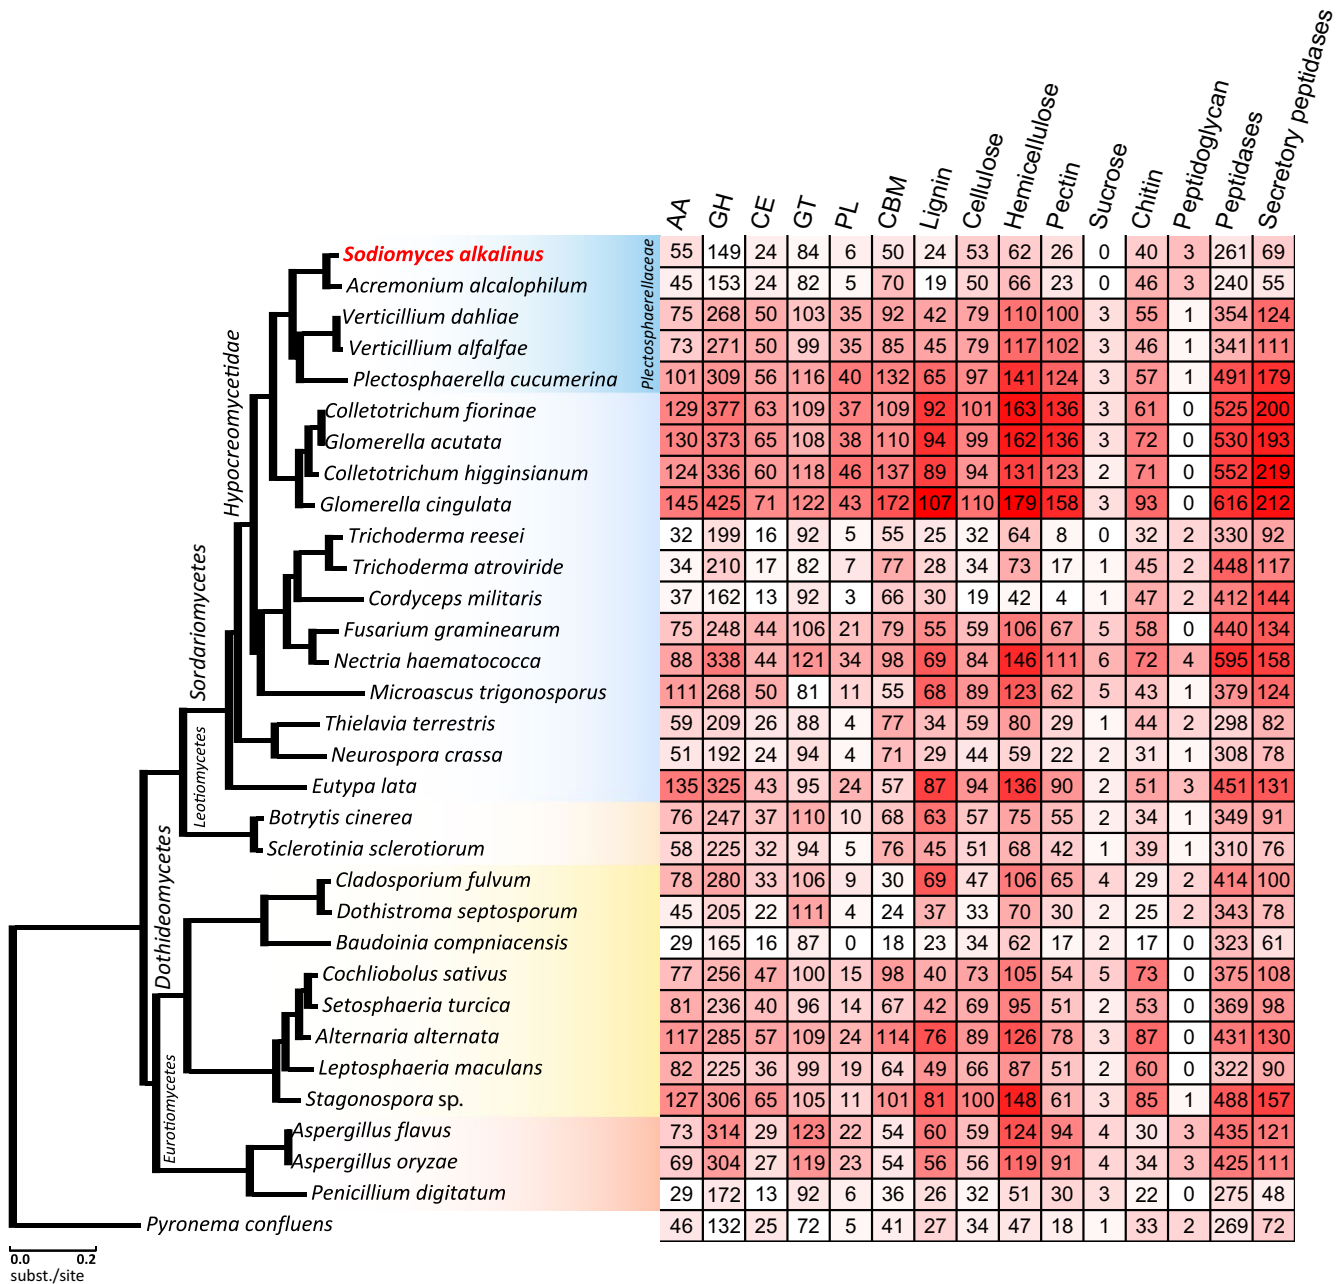 AA GH CE GT PL CBM Lignin Cellulose Hemicellulose Pectin Sucrose Chitin Peptidoglycan Peptidases Secretory peptidases
Sodiomyces alkalinus 55 149 24 84 6 50 24 53 62 26 0 40 3 261 69
Acremonium alcalophilum 45 153 24 82 5 70 19 50 66 23 0 46 3 240 55
Verticillium dahliae 75 268 50 103 35 92 42 79 110 100 3 55 1 354 124
Verticillium alfalfae 73 271 50 99 35 85 45 79 117 102 3 46 1 341 111
Plectosphaerella cucumerina 101 309 56 116 40 132 65 97 141 124 3 57 1 491 179
Plectosphaerellaceae
Colletotrichum fiorinae 129 377 63 109 37 109 92 101 163 136 3 61 0 525 200
Glomerella acutata 130 373 65 108 38 110 94 99 162 136 3 72 0 530 193
Colletotrichum higginsianum 124 336 60 118 46 137 89 94 131 123 2 71 0 552 219
Glomerella cingulata 145 425 71 122 43 172 107 110 179 158 3 93 0 616 212
Hypocreomycetidae
Trichoderma reesei 32 199 16 92 5 55 25 32 64 8 0 32 2 330 92
Trichoderma atroviride 34 210 17 82 7 77 28 34 73 17 1 45 2 448 117
Cordyceps militaris 37 162 13 92 3 66 30 19 42 4 1 47 2 412 144
Fusarium graminearum 75 248 44 106 21 79 55 59 106 67 5 58 0 440 134
Nectria haematococca 88 338 44 121 34 98 69 84 146 111 6 72 4 595 158
Microascus trigonosporus 111 268 50 81 11 55 68 89 123 62 5 43 1 379 124
Sordariomycetes
Thielavia terrestris 59 209 26 88 4 77 34 59 80 29 1 44 2 298 82
Neurospora crassa 51 192 24 94 4 71 29 44 59 22 2 31 1 308 78
Eutypa lata 135 325 43 95 24 57 87 94 136 90 2 51 3 451 131
Leotiomycetes
Botrytis cinerea 76 247 37 110 10 68 63 57 75 55 2 34 1 349 91
Sclerotinia sclerotiorum 58 225 32 94 5 76 45 51 68 42 1 39 1 310 76
Cladosporium fulvum 78 280 33 106 9 30 69 47 106 65 4 29 2 414 100
Dothistroma septosporum 45 205 22 111 4 24 37 33 70 30 2 25 2 343 78
Baudoinia compniacensis 29 165 16 87 0 18 23 34 62 17 2 17 0 323 61
Dothideomycetes
Cochliobolus sativus 77 256 47 100 15 98 40 73 105 54 5 73 0 375 108
Setosphaeria turcica 81 236 40 96 14 67 42 69 95 51 2 53 0 369 98
Alternaria alternata 117 285 57 109 24 114 76 89 126 78 3 87 0 431 130
Leptosphaeria maculans 82 225 36 99 19 64 49 66 87 51 2 60 0 322 90
Stagonospora sp. 127 306 65 105 11 101 81 100 148 61 3 85 1 488 157
Eurotiomycetes
Aspergillus flavus 73 314 29 123 22 54 60 59 124 94 4 30 3 435 121
Aspergillus oryzae 69 304 27 119 23 54 56 56 119 91 4 34 3 425 111
Penicillium digitatum 29 172 13 92 6 36 26 32 51 30 3 22 0 275 48
Pyronema confluens 46 132 25 72 5 41 27 34 47 18 1 33 2 269 72
0.0 0.2
subst./site